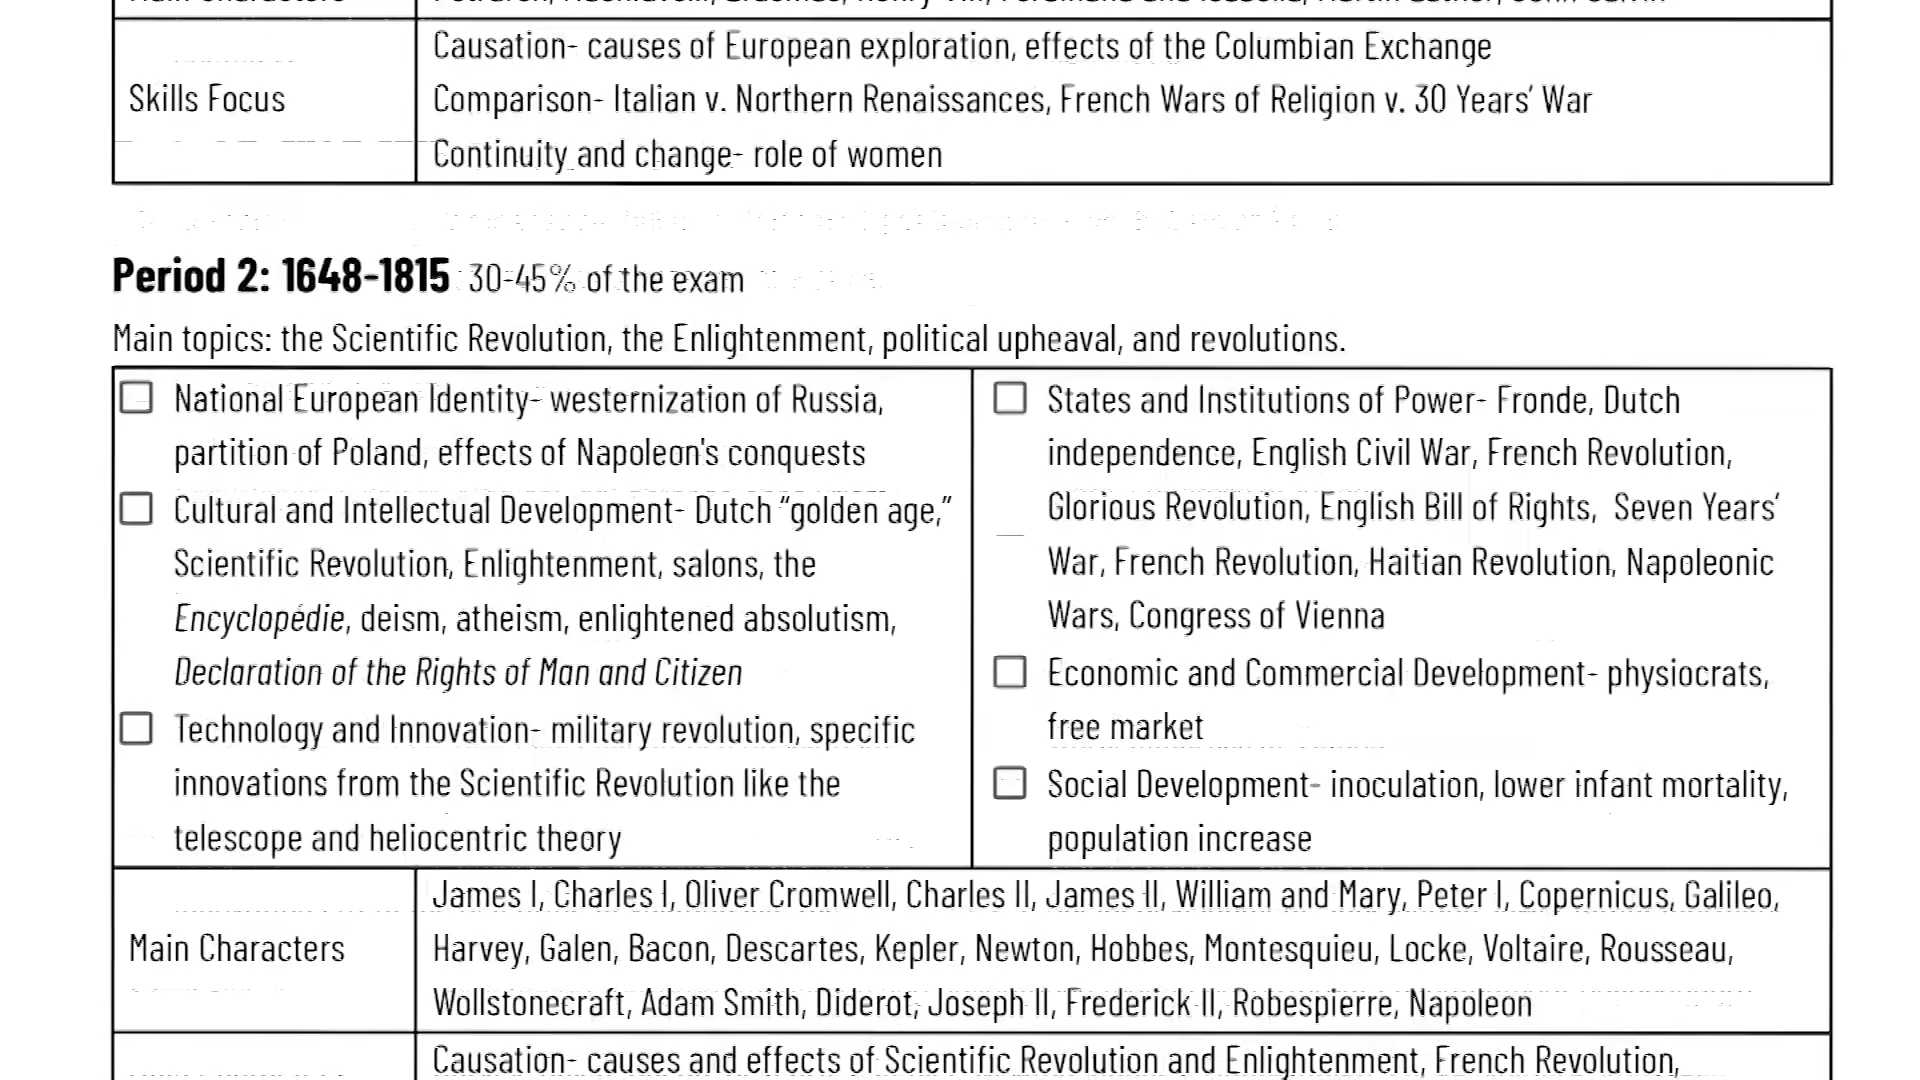 Skills Focus
Causation- causes of European exploration, effects of the Columbian Exchange
Comparison- Italian v. Northern Renaissances, French Wars of Religion v. 30 Years' War
Continuity and change- role of women
Period 2: 1648-1815 30-45% of the exam
Main topics: the Scientific Revolution, the Enlightenment, political upheaval, and revolutions.
National European Identity- westernization of Russia,
partition of Poland, effects of Napoleon's conquests
Cultural and Intellectual Development- Dutch “golden age,”
Scientific Revolution, Enlightenment, salons, the
Encyclopédie, deism, atheism, enlightened absolutism,
Declaration of the Rights of Man and Citizen
Technology and Innovation- military revolution, specific
innovations from the Scientific Revolution like the
telescope and heliocentric theory
States and Institutions of Power- Fronde, Dutch
independence, English Civil War, French Revolution,
Glorious Revolution, English Bill of Rights, Seven Years'
War, French Revolution, Haitian Revolution, Napoleonic
Wars, Congress of Vienna
Economic and Commercial Development- physiocrats,
free market
Social Development- inoculation, lower infant mortality,
population increase
Main Characters
James I, Charles I, Oliver Cromwell, Charles II, James II, William and Mary, Peter I, Copernicus, Galileo,
Harvey, Galen, Bacon, Descartes, Kepler, Newton, Hobbes, Montesquieu, Locke, Voltaire, Rousseau,
Wollstonecraft, Adam Smith, Diderot, Joseph II, Frederick II, Robespierre, Napoleon
Causation- causes and effects of Scientific Revolution and Enlightenment, French Revolution,